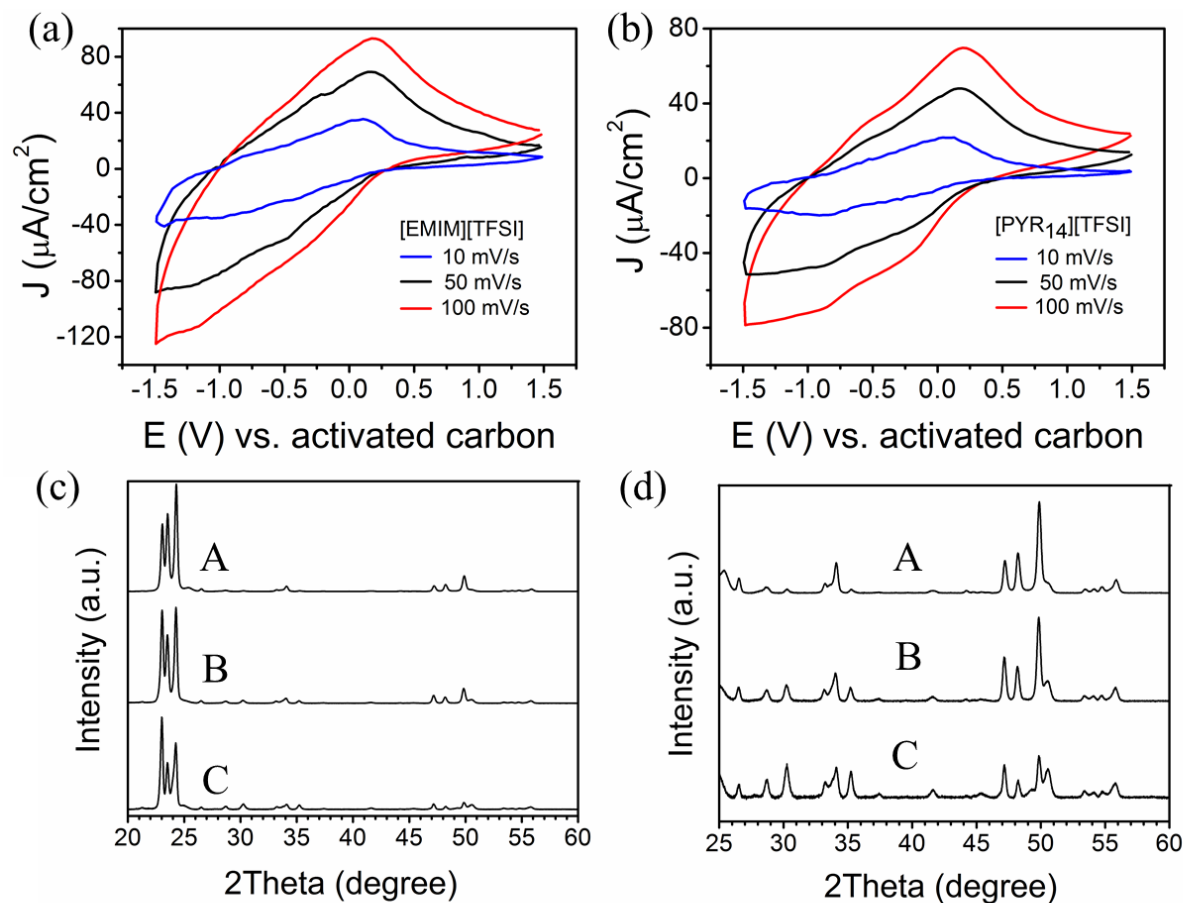 (a)
J (μA/cm²)
80
40
0
-40
-80
-120
[EMIM][TFSI]
10 mV/s
50 mV/s
100 mV/s
-1.5 -1.0 -0.5 0.0 0.5 1.0 1.5
E (V) vs. activated carbon
(b)
J (μA/cm²)
80
40
0
-40
-80
[PYR₁₄][TFSI]
10 mV/s
50 mV/s
100 mV/s
-1.5 -1.0 -0.5 0.0 0.5 1.0 1.5
E (V) vs. activated carbon
(c)
Intensity (a.u.)
A
B
C
20 25 30 35 40 45 50 55 60
2Theta (degree)
(d)
Intensity (a.u.)
A
B
C
25 30 35 40 45 50 55 60
2Theta (degree)